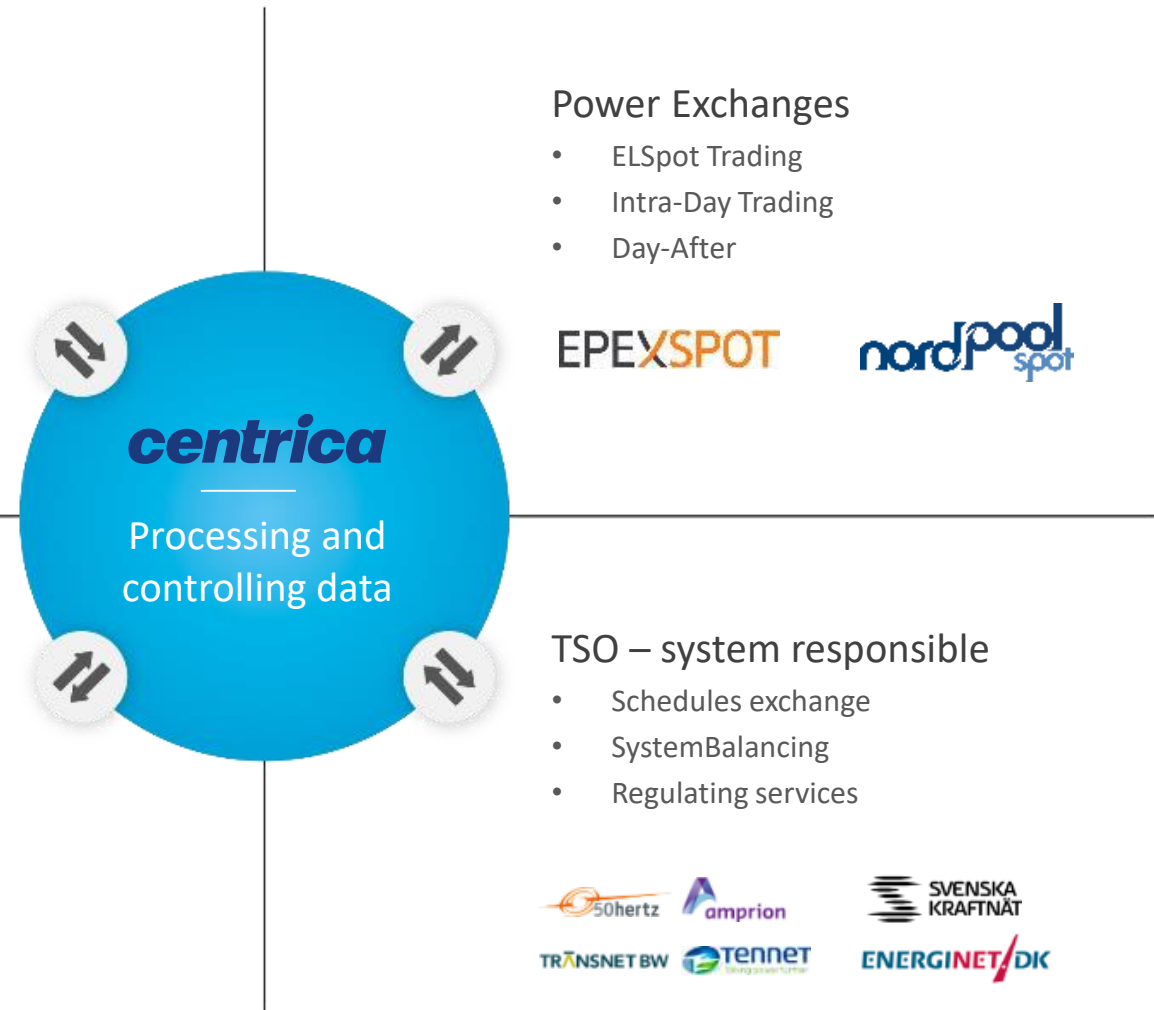 Power Exchanges
• ELSpot Trading
• Intra-Day Trading
• Day-After
EPEXSPOT
nordpool
spot
centrica
Processing and
controlling data
TSO – system responsible
• Schedules exchange
• SystemBalancing
• Regulating services
50hertz
amprion
SVENSKA
KRAFTNÄT
TRANSNET BW
TenneT
ENERGINET/DK